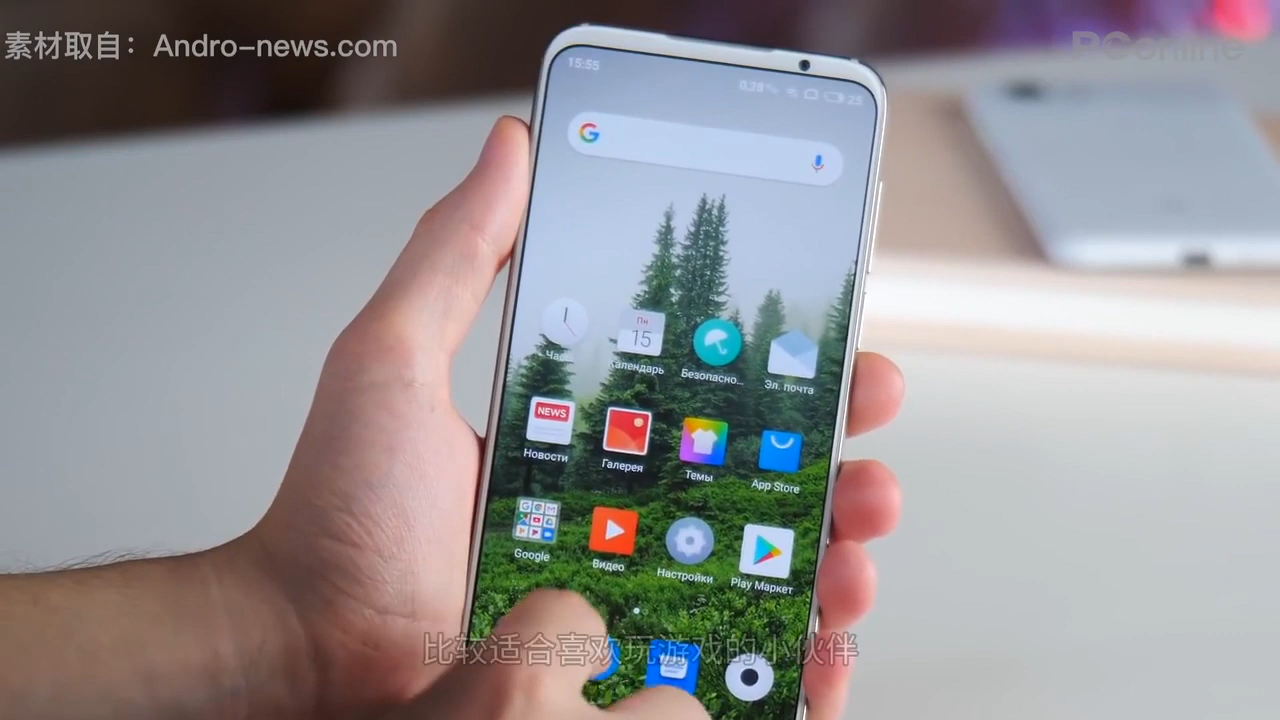 素材取自：Andro-news.com
PConline
15:55
25
15
Календарь
Безопасно...
Эл. почта
NEWS
Новости
Галерея
Темы
App Store
Google
Видео
Настройки
Play Маркет
比较适合喜欢玩游戏的小伙伴